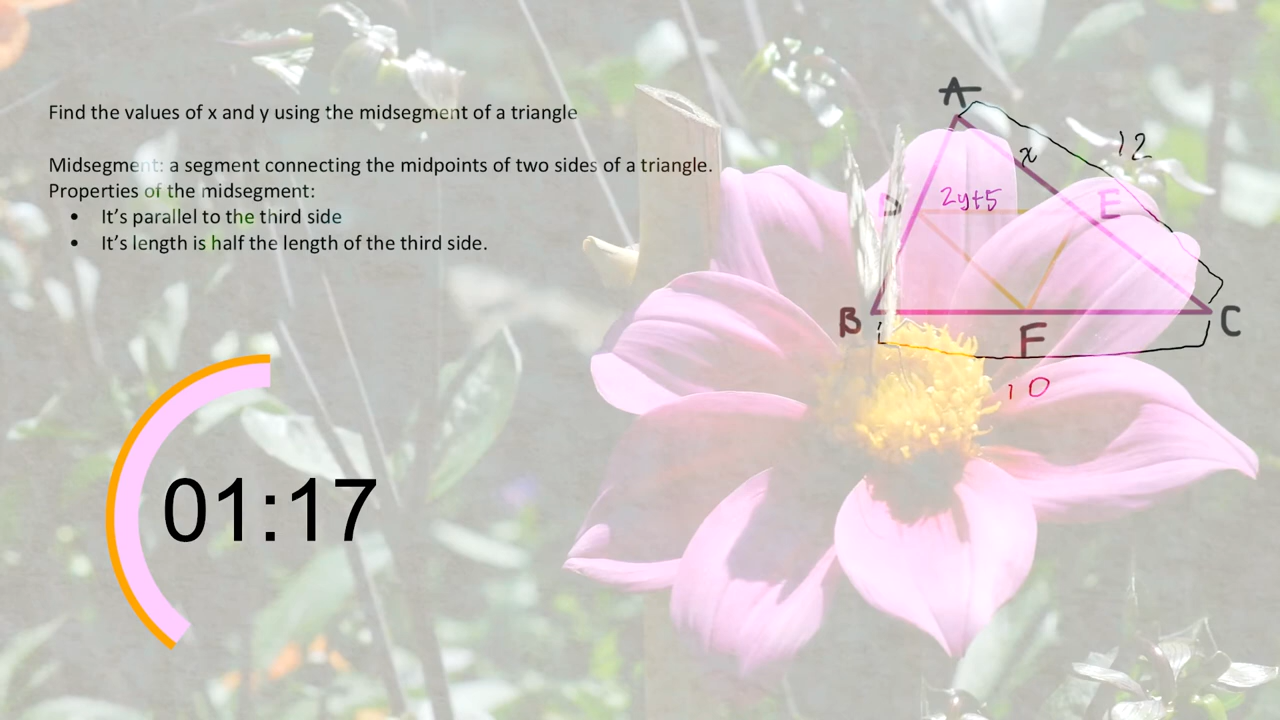 Find the values of x and y using the midsegment of a triangle
Midsegment: a segment connecting the midpoints of two sides of a triangle.
Properties of the midsegment:
• It’s parallel to the third side
• It’s length is half the length of the third side.
A
x
12
D
2y+5
E
B
F
C
10
01:17